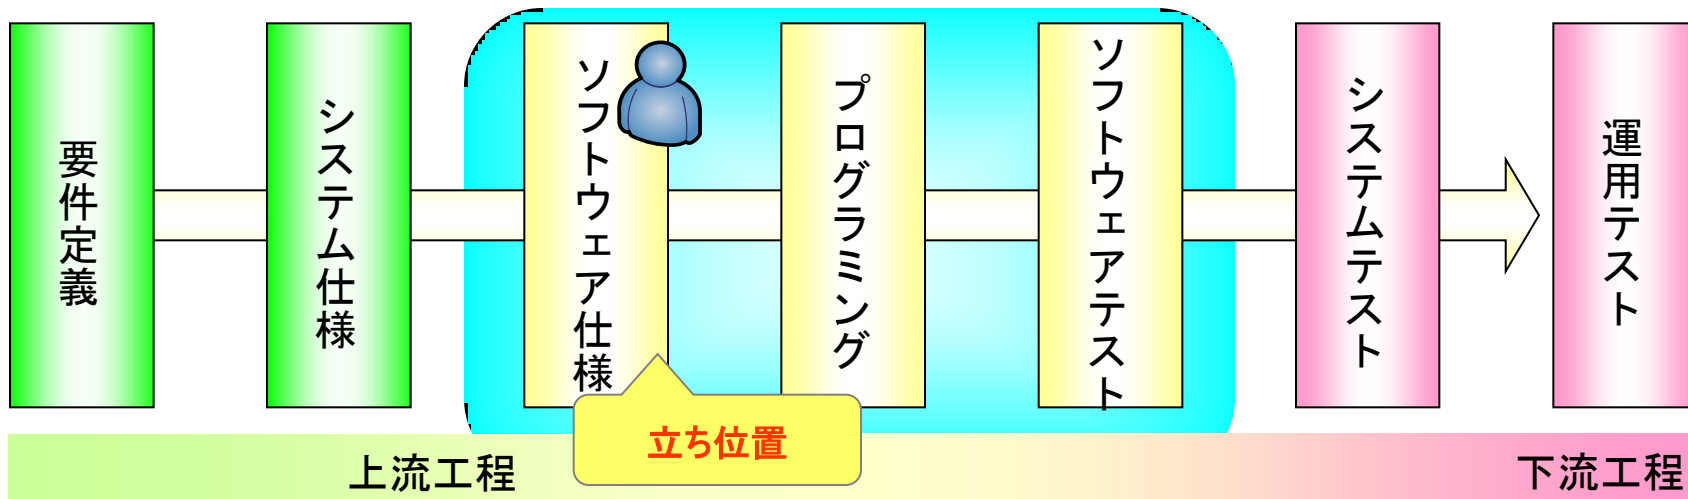 要件定義
システム仕様
ソフトウェア仕様
プログラミング
ソフトウェアテスト
システムテスト
運用テスト
立ち位置
上流工程
下流工程